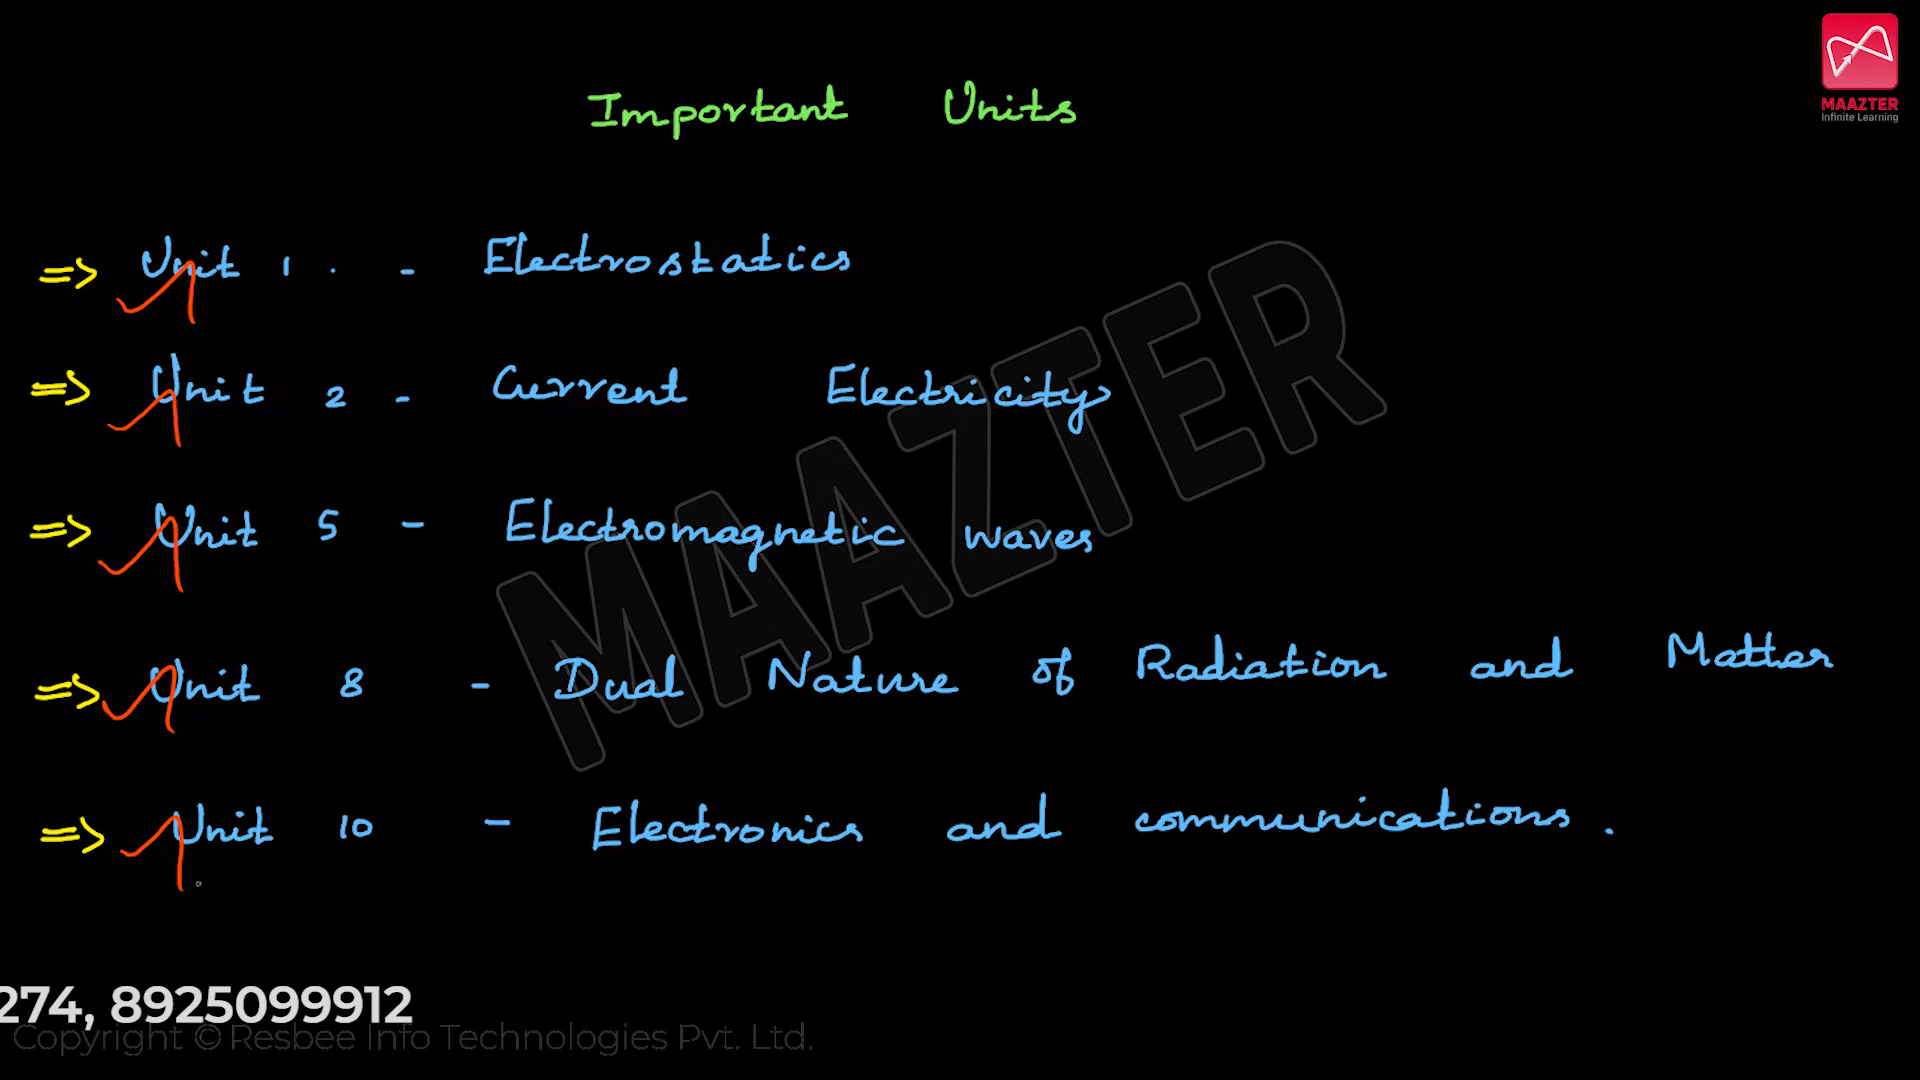 MAAZTER
Infinite Learning
Important Units
=> Unit 1 . - Electrostatics
=> Unit 2 - Current Electricity
=> Unit 5 - Electromagnetic waves
=> Unit 8 - Dual Nature of Radiation and Matter
=> Unit 10 - Electronics and communications.
MAAZTER
274, 8925099912
Copyright © Resbee Info Technologies Pvt. Ltd.